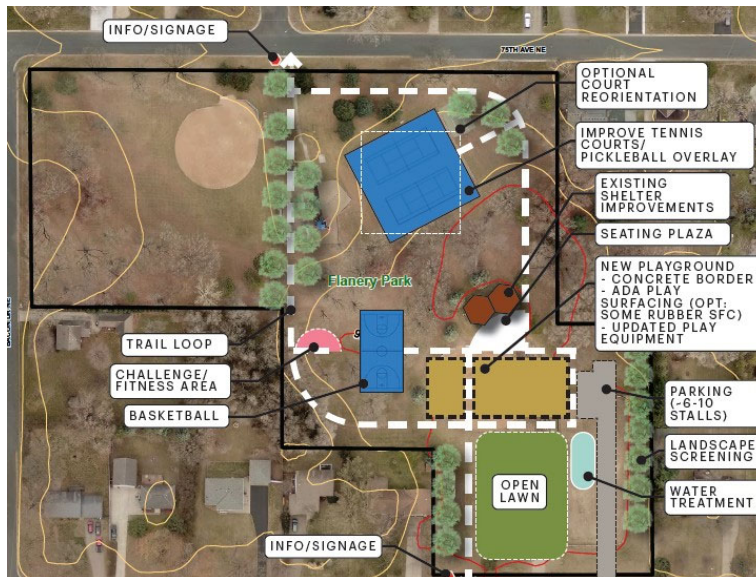 INFO/SIGNAGE
75TH AVE NE
OPTIONAL
COURT
REORIENTATION
IMPROVE TENNIS
COURTS/
PICKLEBALL OVERLAY
EXISTING
SHELTER
IMPROVEMENTS
SEATING PLAZA
Flanery Park
NEW PLAYGROUND
- CONCRETE BORDER
- ADA PLAY
SURFACING (OPT:
SOME RUBBER SFC)
- UPDATED PLAY
EQUIPMENT
TRAIL LOOP
CHALLENGE/
FITNESS AREA
BASKETBALL
PARKING
(~6-10
STALLS)
LANDSCAPE
SCREENING
OPEN
LAWN
WATER
TREATMENT
INFO/SIGNAGE